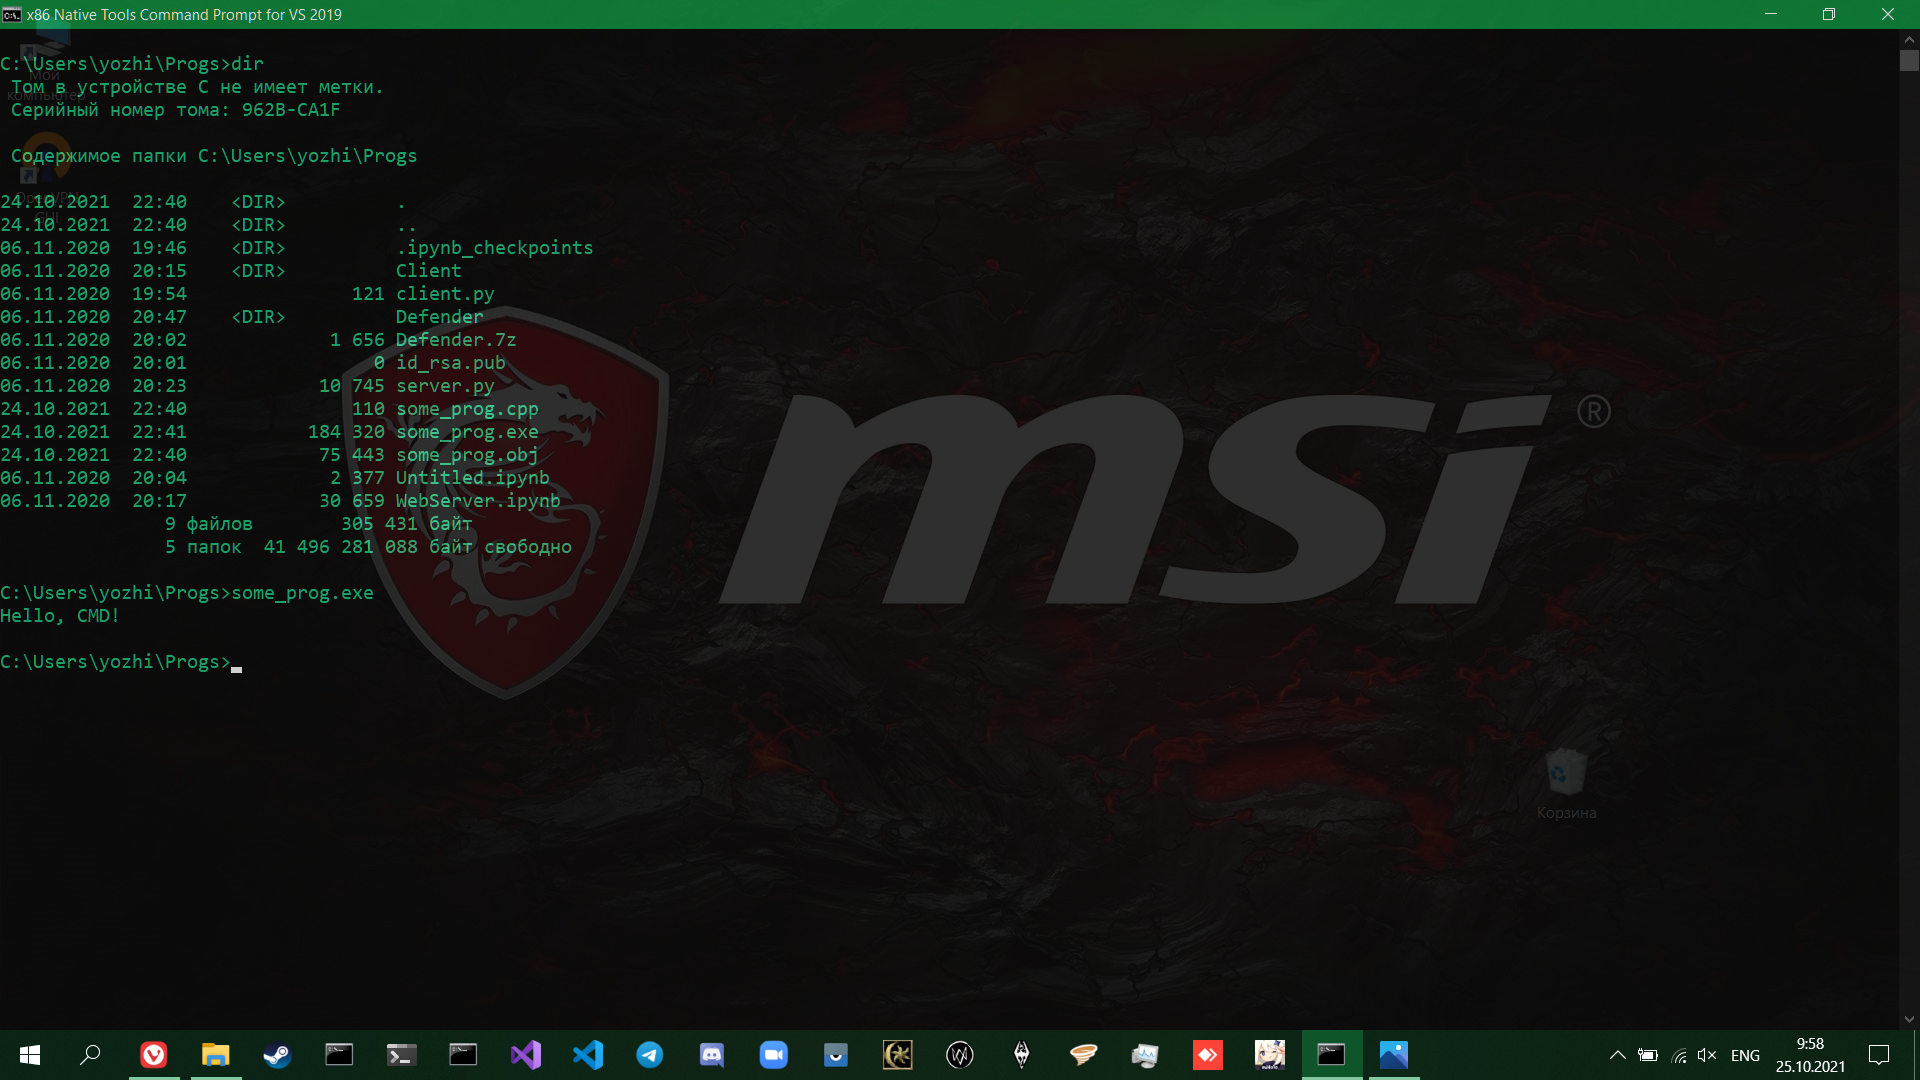 x86 Native Tools Command Prompt for VS 2019
C:\Users\yozhi\Progs>dir
Том в устройстве C не имеет метки.
Серийный номер тома: 962B-CA1F
Содержимое папки C:\Users\yozhi\Progs
24.10.2021  22:40    <DIR>          .
24.10.2021  22:40    <DIR>          ..
06.11.2020  19:46    <DIR>          .ipynb_checkpoints
06.11.2020  20:15    <DIR>          Client
06.11.2020  19:54               121 client.py
06.11.2020  20:47    <DIR>          Defender
06.11.2020  20:02             1 656 Defender.7z
06.11.2020  20:01                 0 id_rsa.pub
06.11.2020  20:23            10 745 server.py
24.10.2021  22:40               110 some_prog.cpp
24.10.2021  22:41           184 320 some_prog.exe
24.10.2021  22:40            75 443 some_prog.obj
06.11.2020  20:04             2 377 Untitled.ipynb
06.11.2020  20:17            30 659 WebServer.ipynb
9 файлов        305 431 байт
5 папок  41 496 281 088 байт свободно
C:\Users\yozhi\Progs>some_prog.exe
Hello, CMD!
C:\Users\yozhi\Progs>
Мой
компьютер
OpenVPN
GUI
msi ®
Корзина
ENG
9:58
25.10.2021